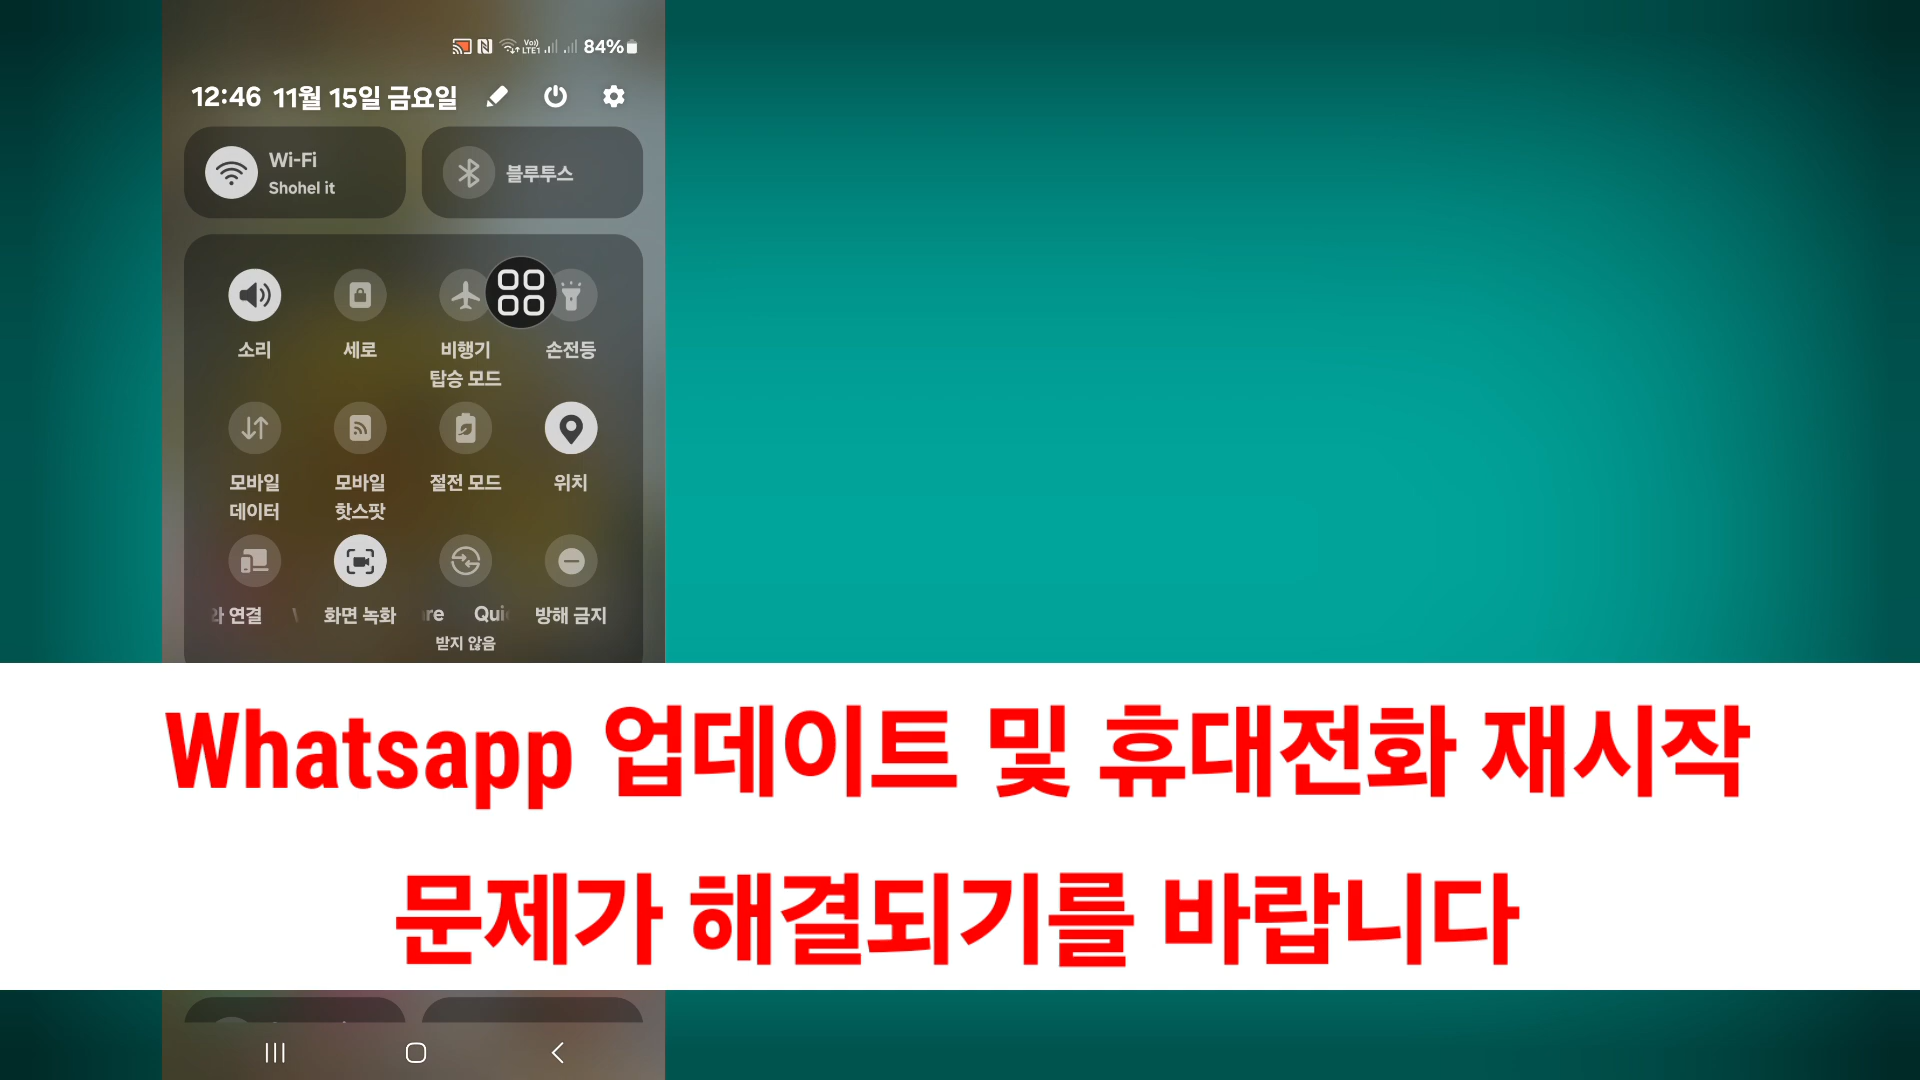 84%
12:46 11월 15일 금요일
Wi-Fi
Shohel it
블루투스
소리
세로
비행기
탑승 모드
손전등
모바일
데이터
모바일
핫스팟
절전 모드
위치
연결
화면 녹화
방해 금지
받지 않음
Whatsapp 업데이트 및 휴대전화 재시작
문제가 해결되기를 바랍니다